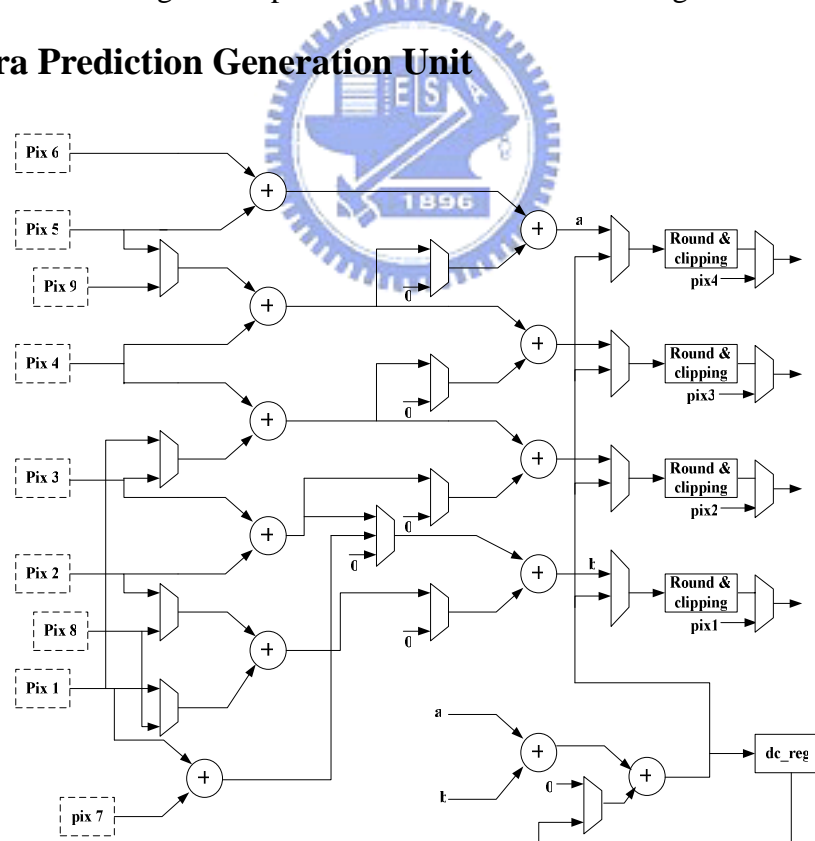 ra Prediction Generation Unit
E S A
1896
Pix 6
Pix 5
Pix 9
Pix 4
Pix 3
Pix 2
Pix 8
Pix 1
pix 7
+
+
+
+
+
+
0
0
0
0
0
+
+
+
+
a
b
Round &
clipping
pix4
Round &
clipping
pix3
Round &
clipping
pix2
Round &
clipping
pix1
a
b
+
0
+
dc_reg